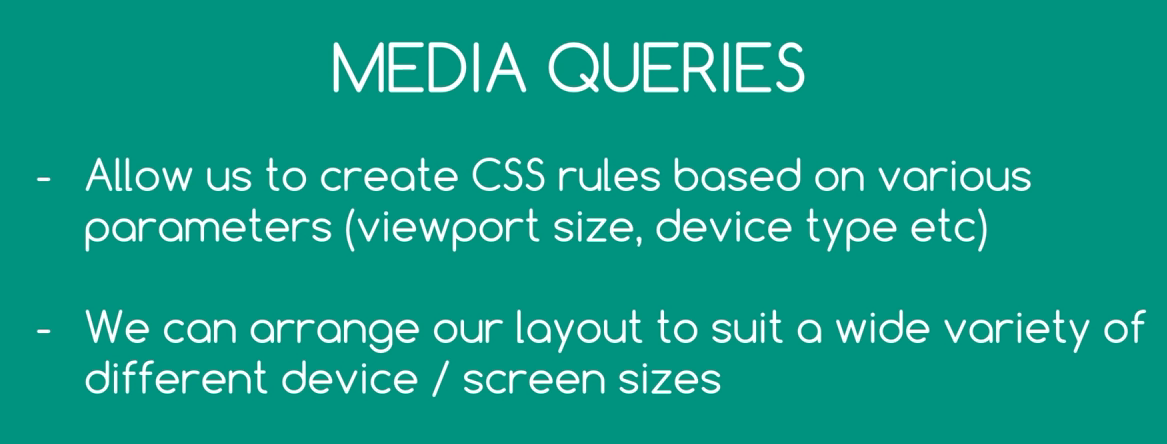 MEDIA QUERIES
- Allow us to create CSS rules based on various
parameters (viewport size, device type etc)
- We can arrange our layout to suit a wide variety of
different device / screen sizes